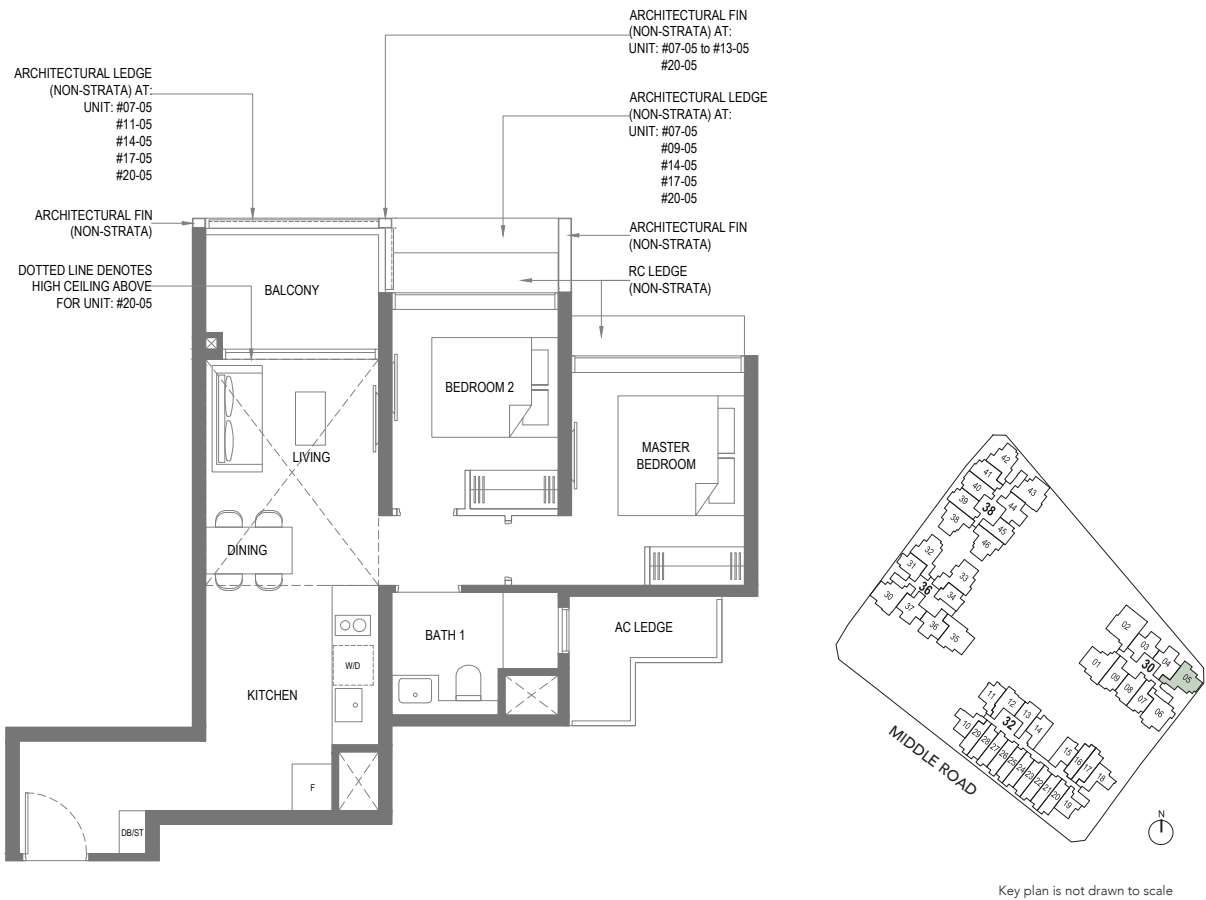 ARCHITECTURAL FIN
(NON-STRATA) AT:
UNIT: #07-05 to #13-05
#20-05
ARCHITECTURAL LEDGE
(NON-STRATA) AT:
UNIT: #07-05
#11-05
#14-05
#17-05
#20-05
ARCHITECTURAL LEDGE
(NON-STRATA) AT:
UNIT: #07-05
#09-05
#14-05
#17-05
#20-05
ARCHITECTURAL FIN
(NON-STRATA)
ARCHITECTURAL FIN
(NON-STRATA)
DOTTED LINE DENOTES
HIGH CEILING ABOVE
FOR UNIT: #20-05
RC LEDGE
(NON-STRATA)
BALCONY
BEDROOM 2
MASTER
BEDROOM
LIVING
DINING
BATH 1
AC LEDGE
W/D
KITCHEN
F
DB/ST
42
41
40
43
39
44
38
38
45
46
32
31
33
36
30
34
37
36
35
02
03
04
30
05
01
09
08
07
06
11
12
13
14
32
10
29
28
27
26
25
24
23
22
21
20
19
15
16
17
18
MIDDLE ROAD
N
Key plan is not drawn to scale